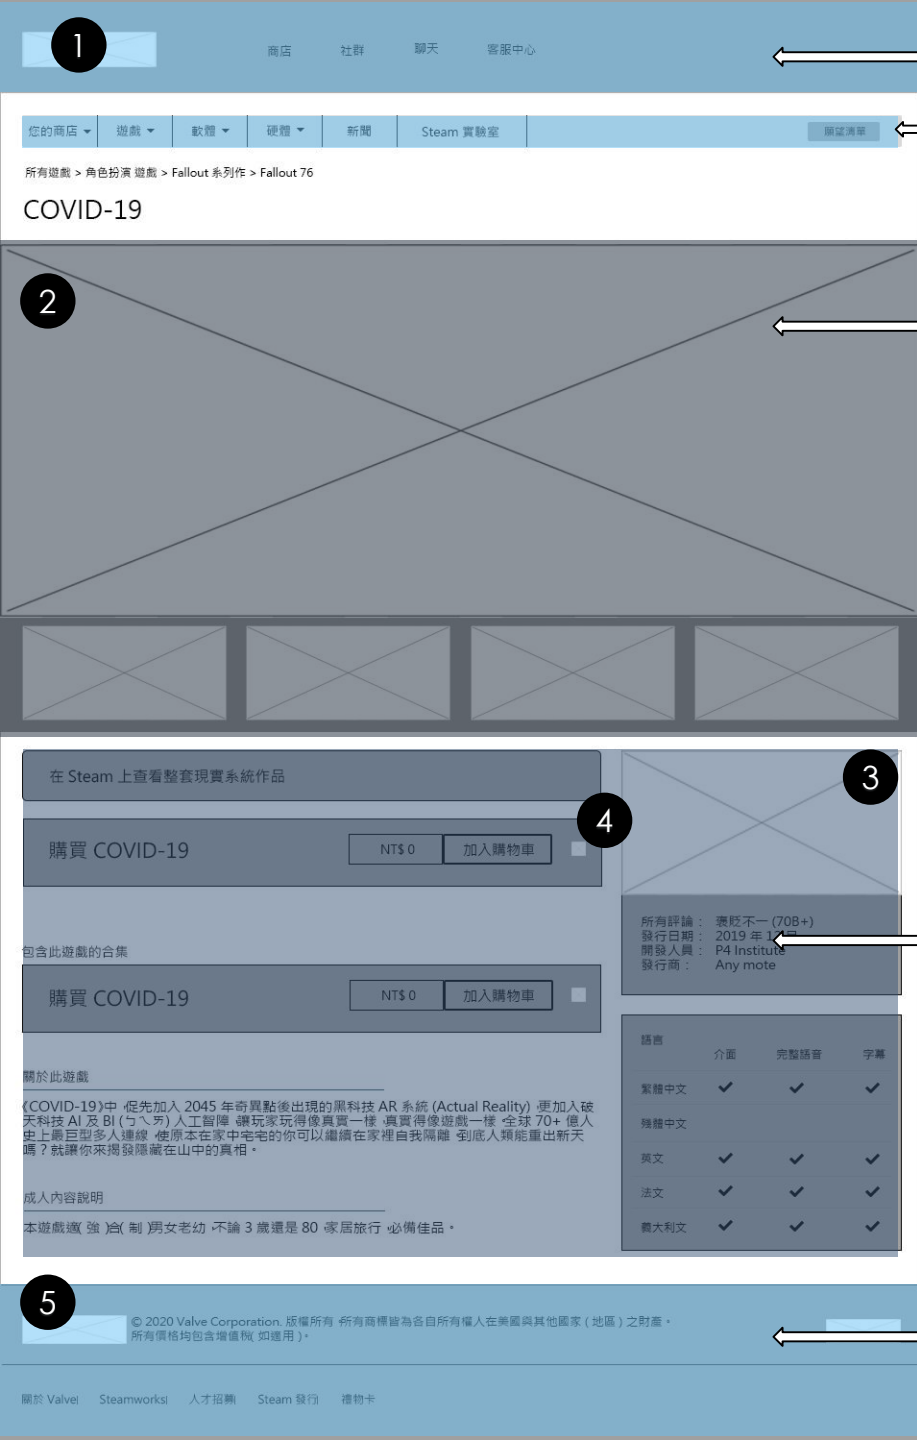 1
商店 社群 聊天 客服中心
您的商店 遊戲 軟體 硬體 新聞 Steam 實驗室 願望清單
所有遊戲 > 角色扮演 遊戲 > Fallout 系列作 > Fallout 76
COVID-19
2
3
在 Steam 上查看整套現實系統作品
4
購買 COVID-19 NT$ 0 加入購物車
所有評論： 褒貶不一 (70B+)
發行日期： 2019 年 12 月
開發人員： P4 Institute
發行商： Any mote
包含此遊戲的合集
購買 COVID-19 NT$ 0 加入購物車
語言
介面 完整語音 字幕
繁體中文
殘體中文
英文
法文
義大利文
關於此遊戲
《COVID-19》中，促先加入 2045 年奇異點後出現的黑科技 AR 系統 (Actual Reality)，更加入破
天科技 AI 及 BI (ㄅㄟㄞ) 人工智障，讓玩家玩得像真實一樣，真實得像遊戲一樣，全球 70+ 億人
史上最巨型多人連線，使原本在家中宅宅的你可以繼續在家裡自我隔離，到底人類能重出新天
嗎？就讓你來揭發隱藏在山中的真相。
成人內容說明
本遊戲適( 強 )合( 制 )男女老幼，不論 3 歲還是 80，家居旅行，必備佳品。
5
© 2020 Valve Corporation. 版權所有，所有商標皆為各自所有權人在美國與其他國家 ( 地區 ) 之財產。
所有價格均包含增值稅( 如適用 )。
關於 Valve| Steamworks| 人才招募| Steam 發行| 禮物卡